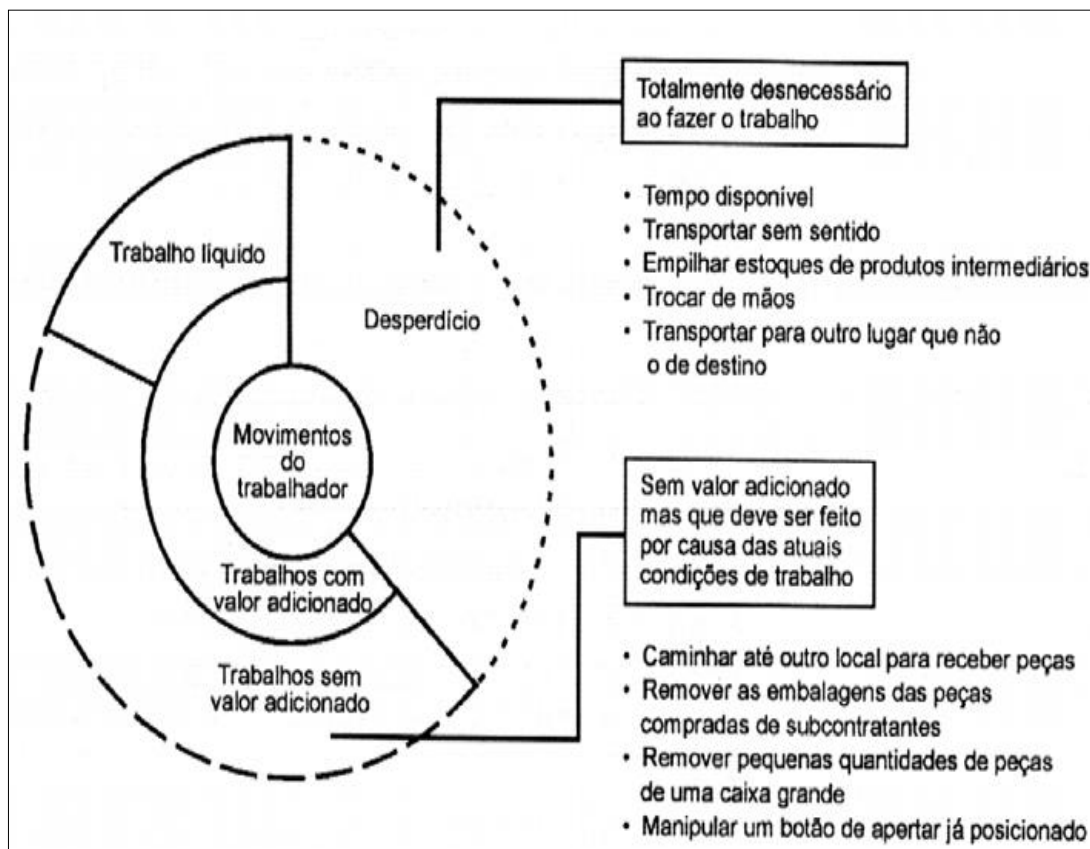 Totalmente desnecessário
ao fazer o trabalho
• Tempo disponível
• Transportar sem sentido
• Empilhar estoques de produtos intermediários
• Trocar de mãos
• Transportar para outro lugar que não
o de destino
Trabalho líquido
Desperdício
Movimentos
do
trabalhador
Trabalhos com
valor adicionado
Trabalhos sem
valor adicionado
Sem valor adicionado
mas que deve ser feito
por causa das atuais
condições de trabalho
• Caminhar até outro local para receber peças
• Remover as embalagens das peças
compradas de subcontratantes
• Remover pequenas quantidades de peças
de uma caixa grande
• Manipular um botão de apertar já posicionado